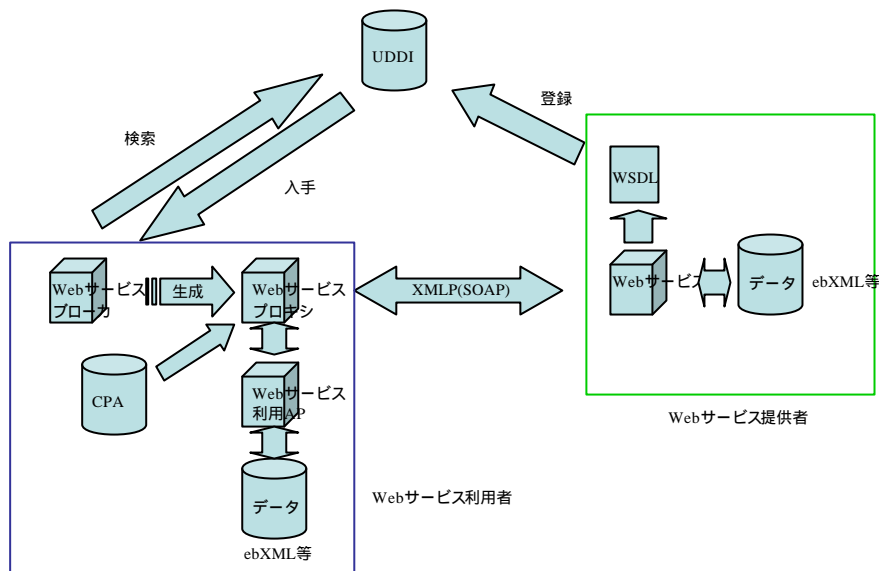 UDDI
登録
検索
入手
WSDL
Webサービス
データ
ebXML等
Webサービス提供者
XMLP(SOAP)
Webサービス
ブローカ
生成
Webサービス
プロキシ
CPA
Webサービス
利用AP
データ
ebXML等
Webサービス利用者